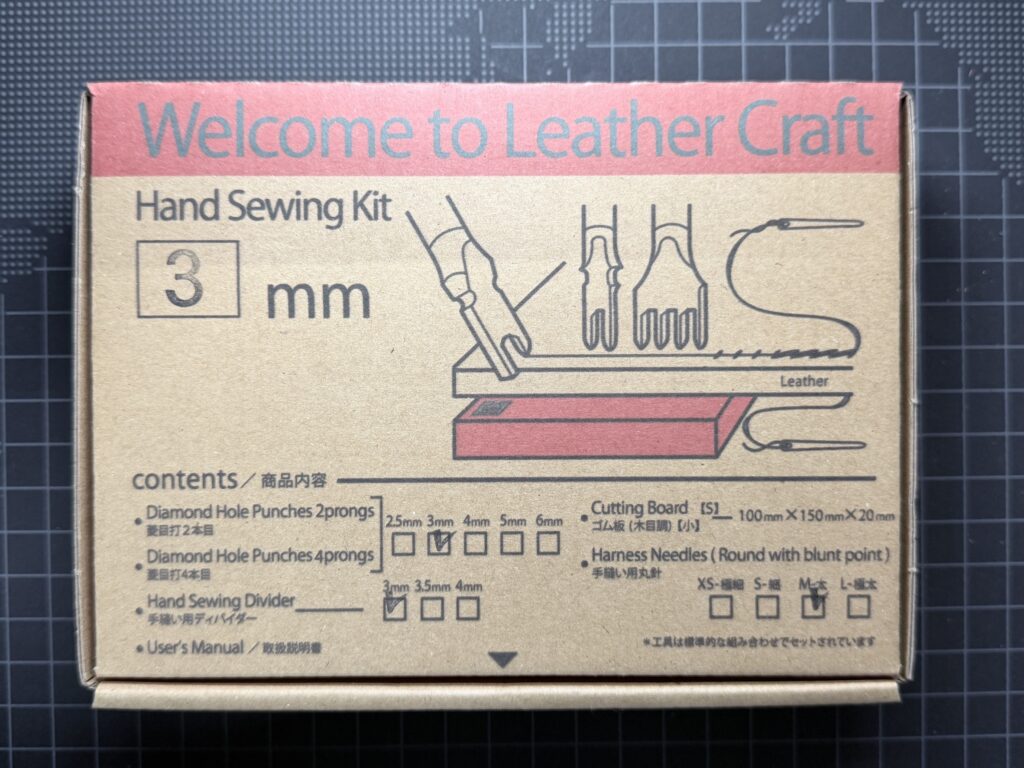 Welcome to Leather Craft
Hand Sewing Kit
3 mm
Leather
contents／商品内容
• Diamond Hole Punches 2prongs
菱目打２本目
• Diamond Hole Punches 4prongs
菱目打4本目
2.5mm 3mm 4mm 5mm 6mm
• Hand Sewing Divider
手縫い用ディバイダー
3mm 3.5mm 4mm
• User's Manual／取扱説明書
• Cutting Board 【S】 100mm×150mm×20mm
ゴム板 (木目調)【小】
• Harness Needles ( Round with blunt point )
手縫い用丸針
XS-極細 S-細 M-太 L-極太
＊工具は標準的な組み合わせでセットされています